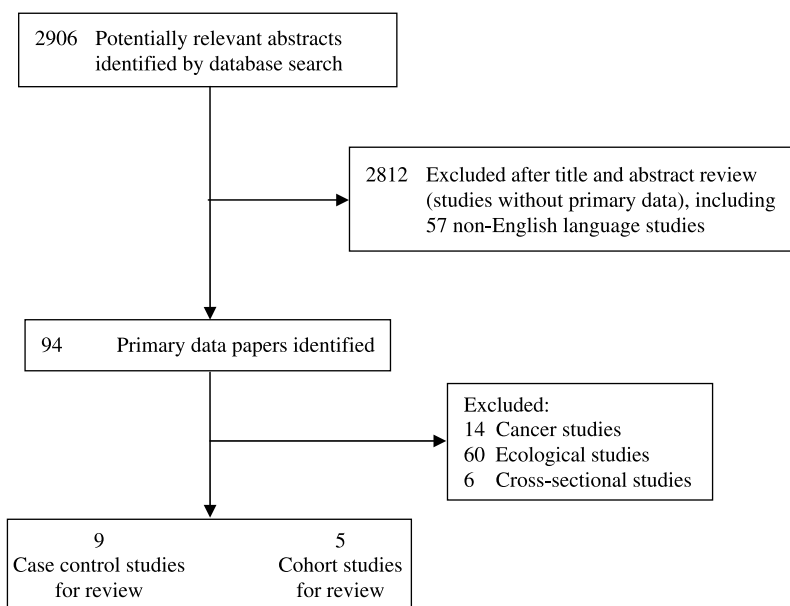 2906 Potentially relevant abstracts
identified by database search
2812 Excluded after title and abstract review
(studies without primary data), including
57 non-English language studies
94 Primary data papers identified
Excluded:
14 Cancer studies
60 Ecological studies
6 Cross-sectional studies
9
Case control studies
for review
5
Cohort studies
for review